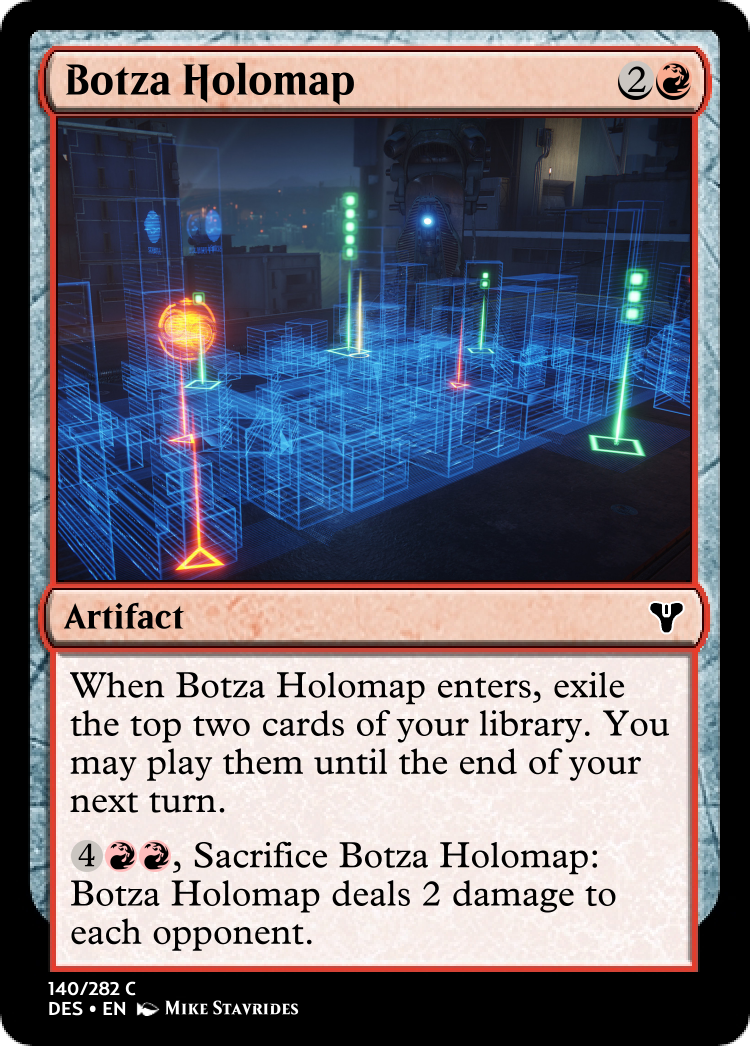 Botza Holomap 2
Artifact
When Botza Holomap enters, exile
the top two cards of your library. You
may play them until the end of your
next turn.
4, Sacrifice Botza Holomap:
Botza Holomap deals 2 damage to
each opponent.
140/282 C
DES • EN Mike Stavrides